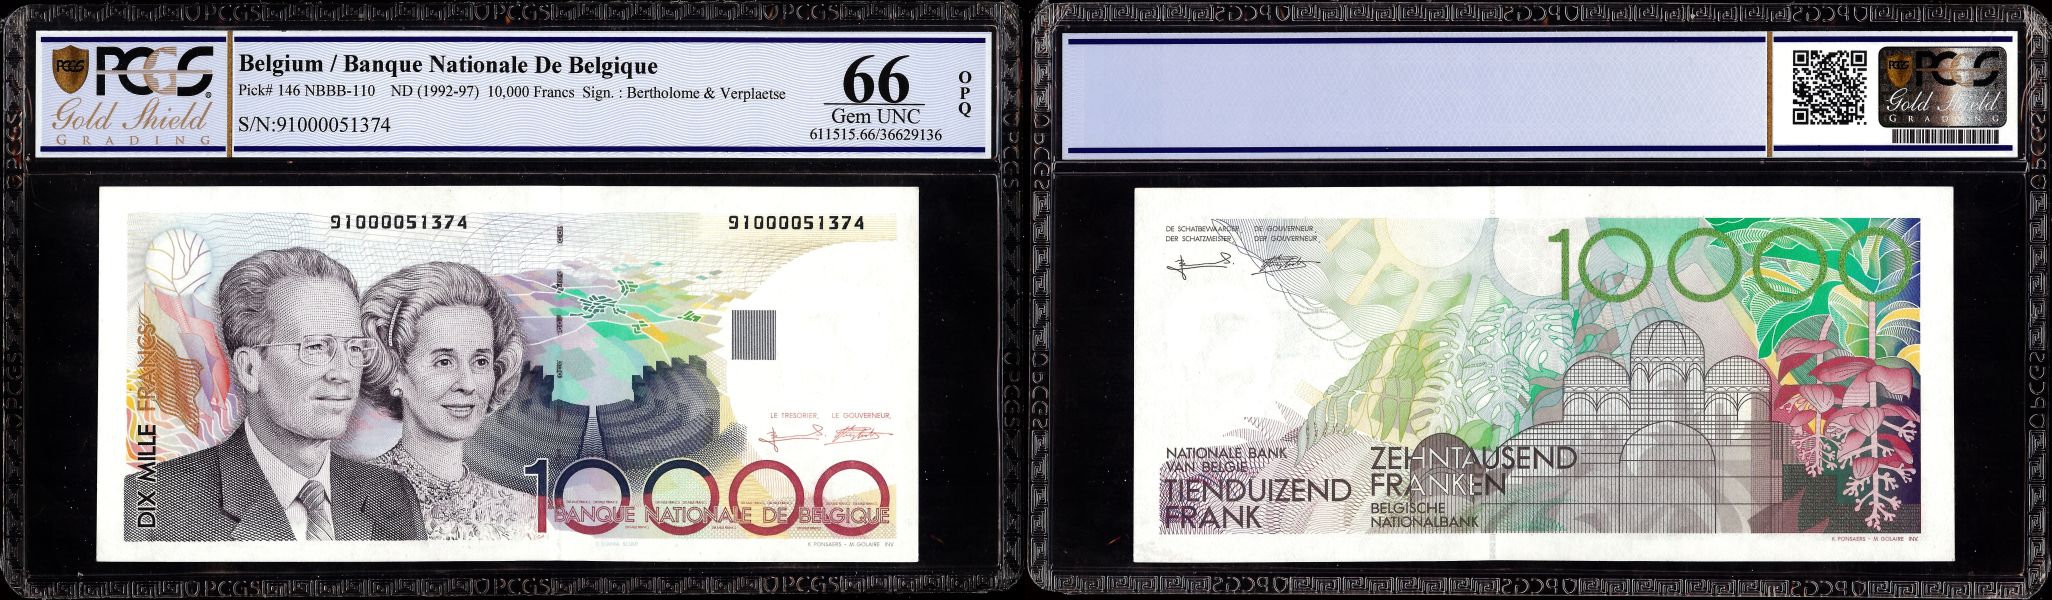 PCGS
Gold Shield
GRADING
Belgium / Banque Nationale De Belgique
Pick# 146 NBBB-110 ND (1992-97) 10,000 Francs Sign. : Bertholome & Verplaetse
S/N:91000051374
66
Gem UNC
611515.66/36629136
OPQ
91000051374
91000051374
DIX MILLE FRANCS
LE TRESORIER, LE GOUVERNEUR,
10000
BANQUE NATIONALE DE BELGIQUE
K. PONSAERS - M. GOLAIRE INV.
PCGS
Gold Shield
GRADING
DE SCHATBEWAARDER, DE GOUVERNEUR,
DER SCHATZMEISTER, DER GOUVERNEUR,
10000
NATIONALE BANK
VAN BELGIE
TIENDUIZEND
FRANK
ZEHNTAUSEND
FRANKEN
BELGISCHE
NATIONALBANK
K. PONSAERS - M. GOLAIRE INV.